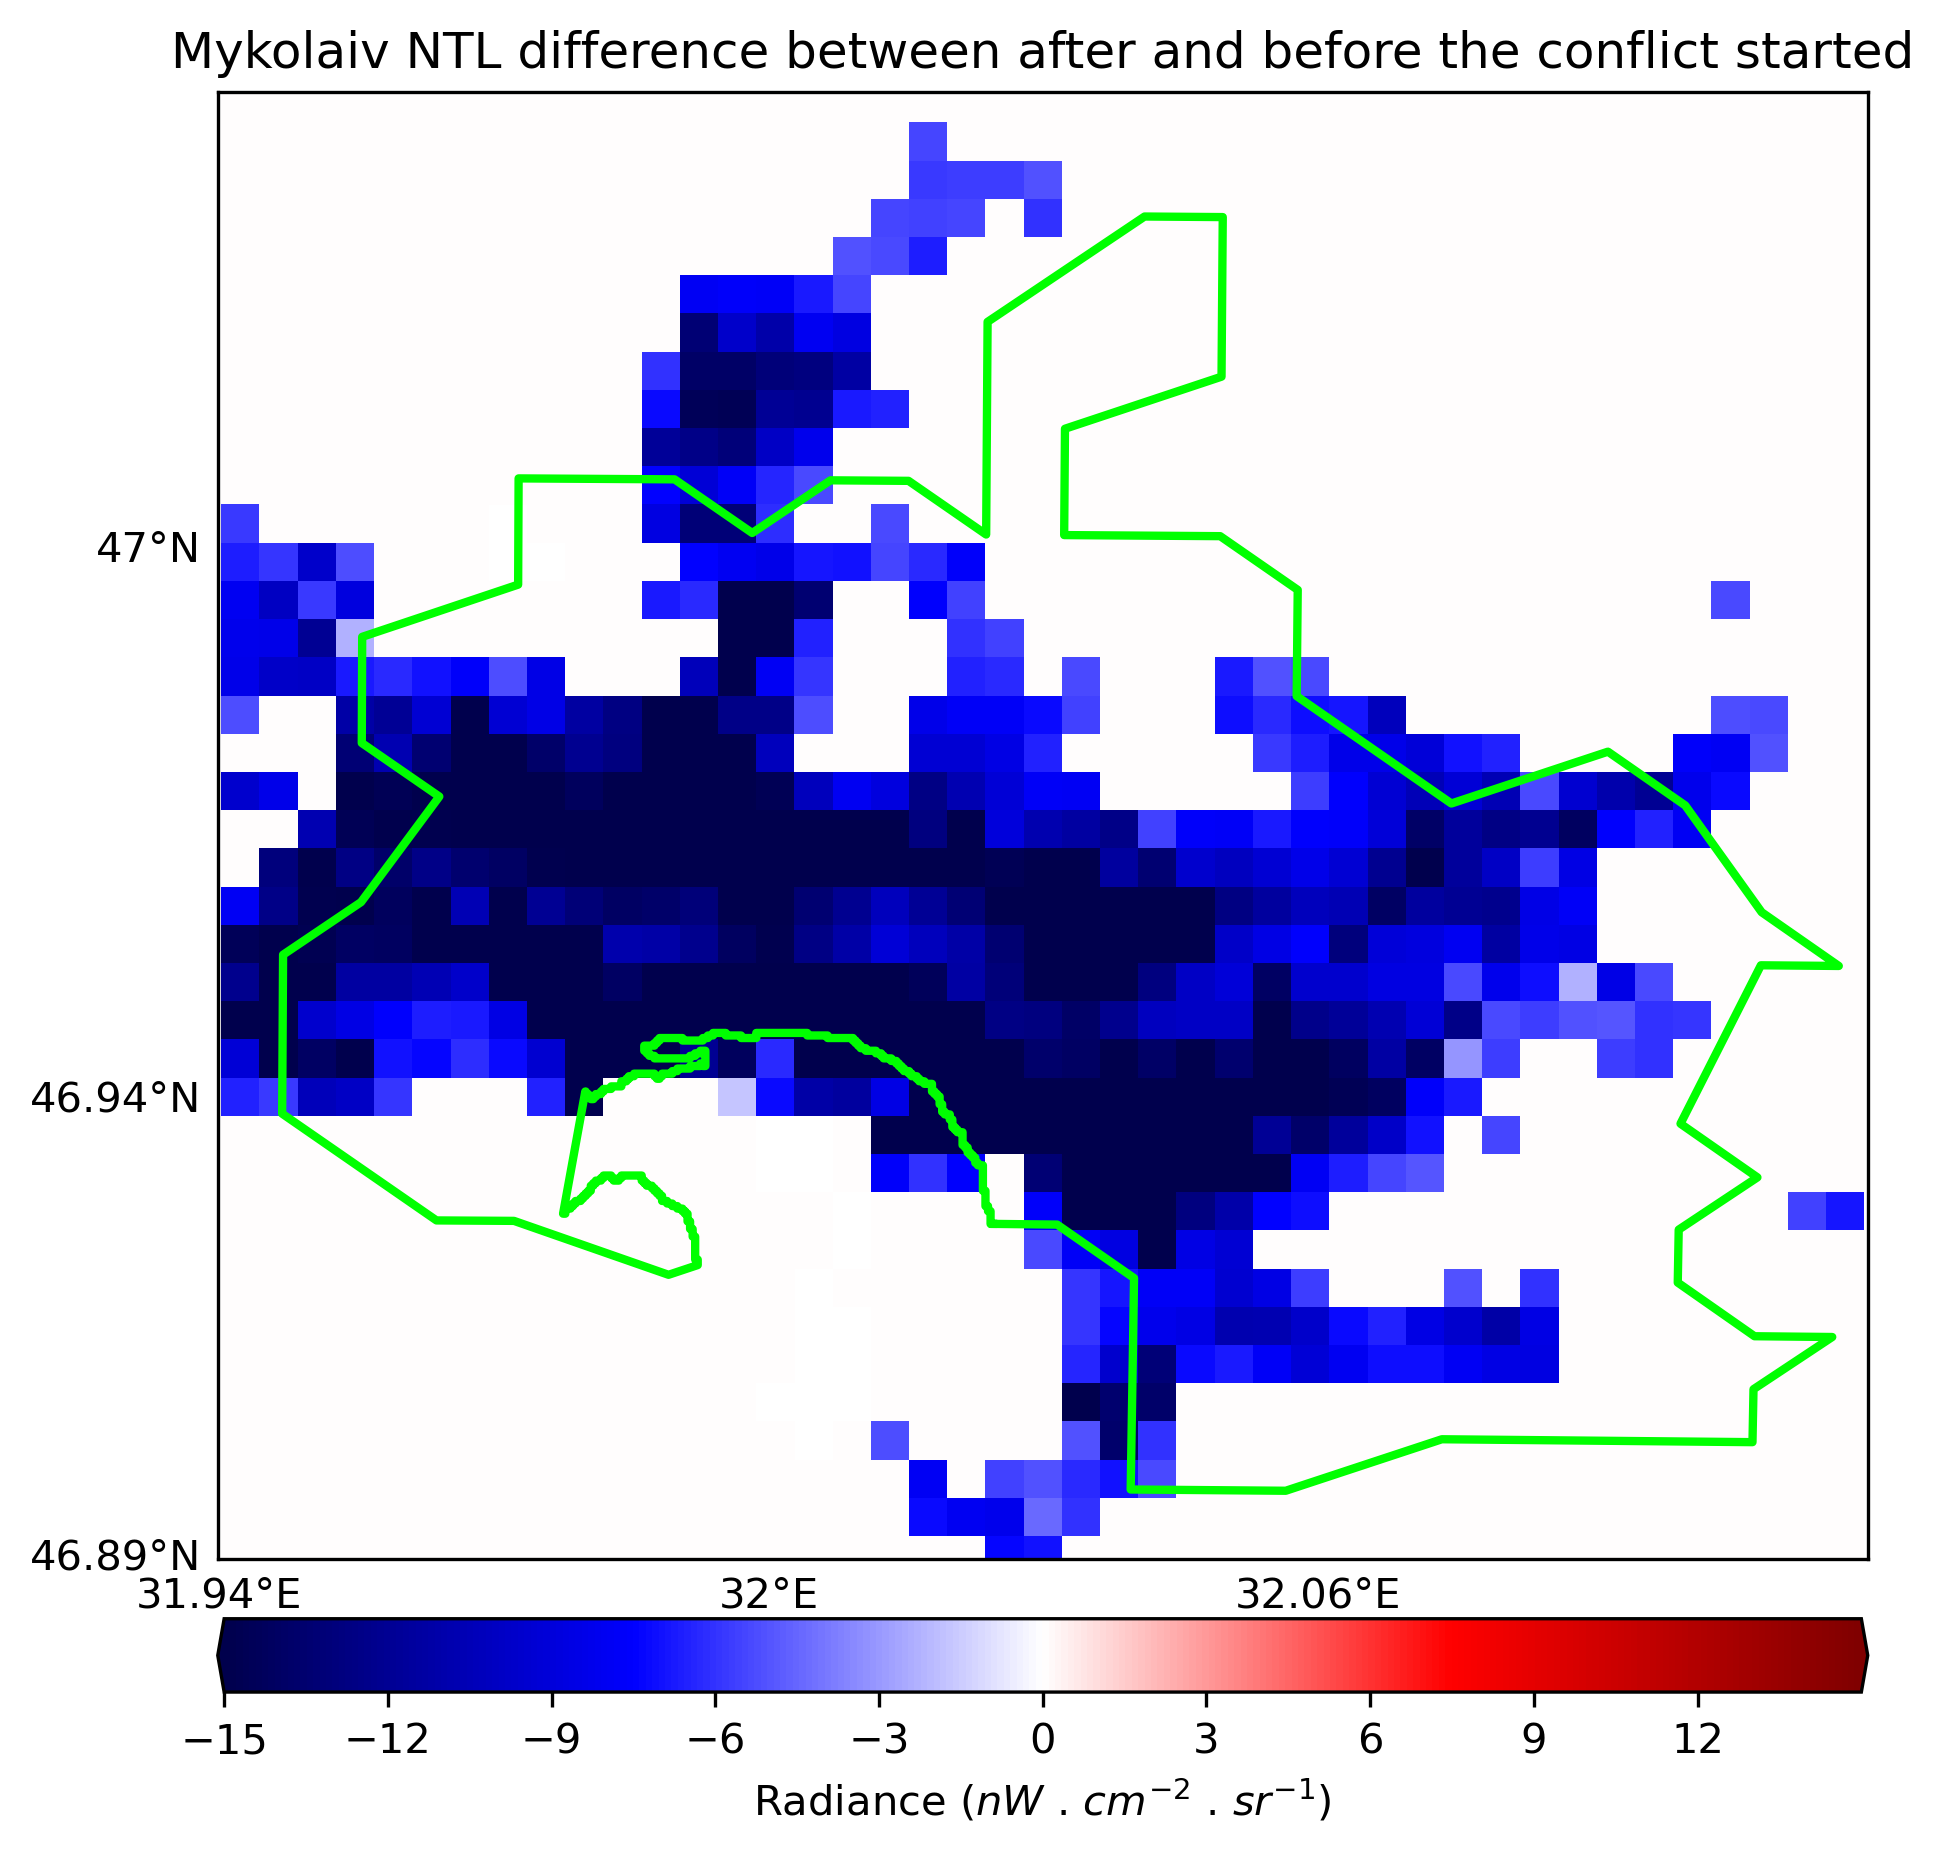 Mykolaiv NTL difference between after and before the conflict started
47°N
46.94°N
46.89°N
31.94°E 32°E 32.06°E
−15 −12 −9 −6 −3 0 3 6 9 12
Radiance (nW . cm⁻² . sr⁻¹)